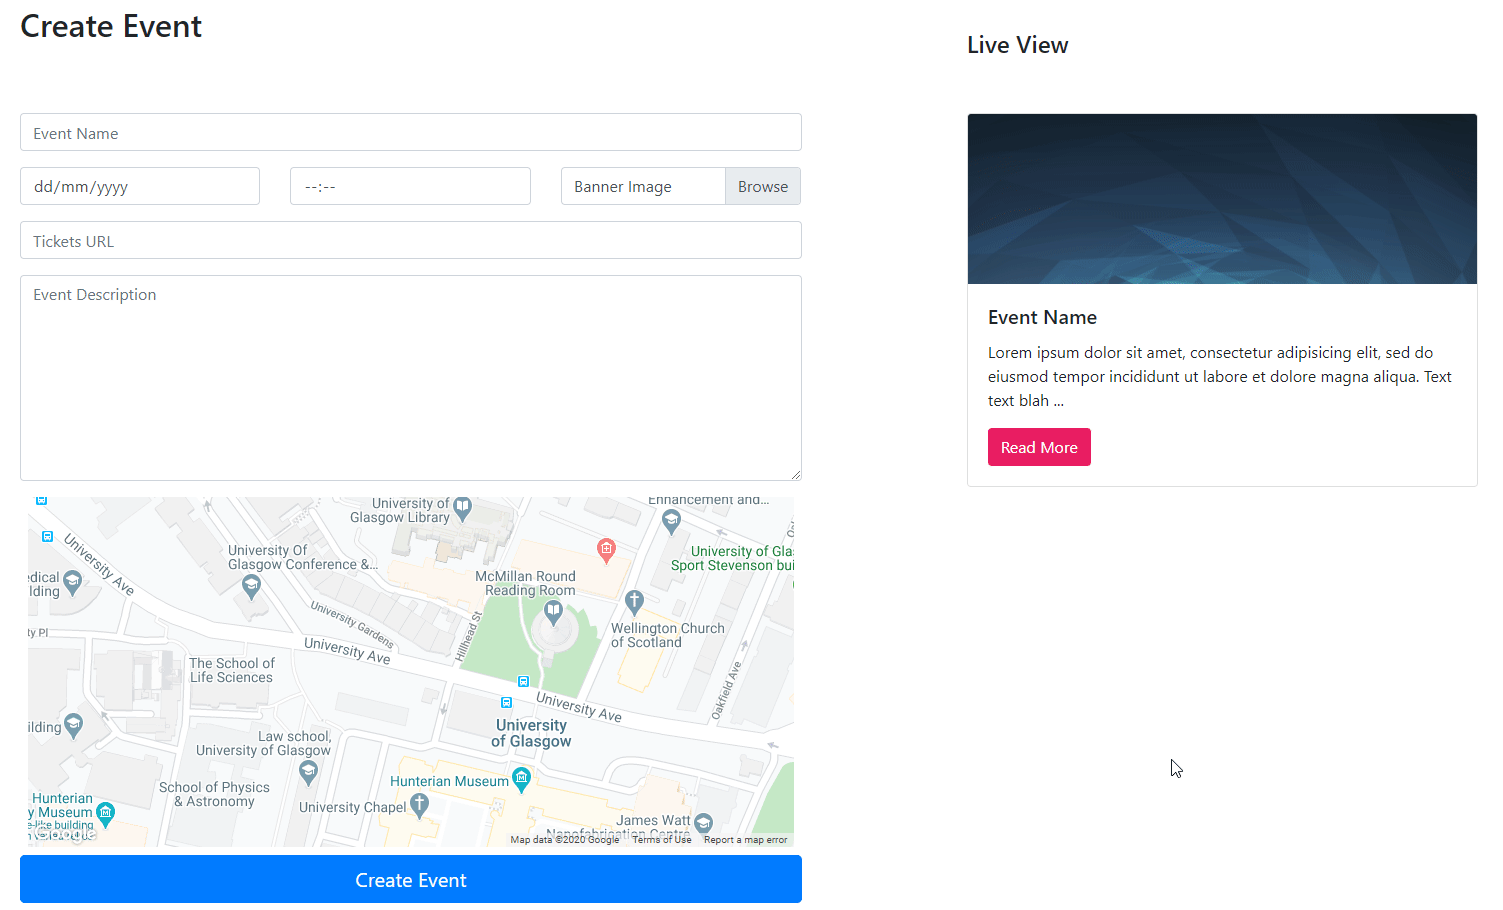 Create Event
Live View
Event Name
dd/mm/yyyy
--:--
Banner Image
Browse
Tickets URL
Event Description
Event Name
Lorem ipsum dolor sit amet, consectetur adipisicing elit, sed do
eiusmod tempor incididunt ut labore et dolore magna aliqua. Text
text blah ...
Read More
University of
Glasgow Library
Enhancement and...
University Of
Glasgow Conference &...
University Ave
McMillan Round
Reading Room
University of Glas
Sport Stevenson bui
edical
lding
University Gardens
Hillhead St
Wellington Church
of Scotland
ty Pl
University Ave
The School of
Life Sciences
Oakfield Ave
University Ave
University
of Glasgow
ilding
Law school,
University of Glasgow
School of Physics
& Astronomy
Hunterian Museum
University Chapel
Hunterian
y Museum
e-like building
James Watt
Nanofabrication Centre
Google
Map data ©2020 Google
Terms of Use
Report a map error
Create Event